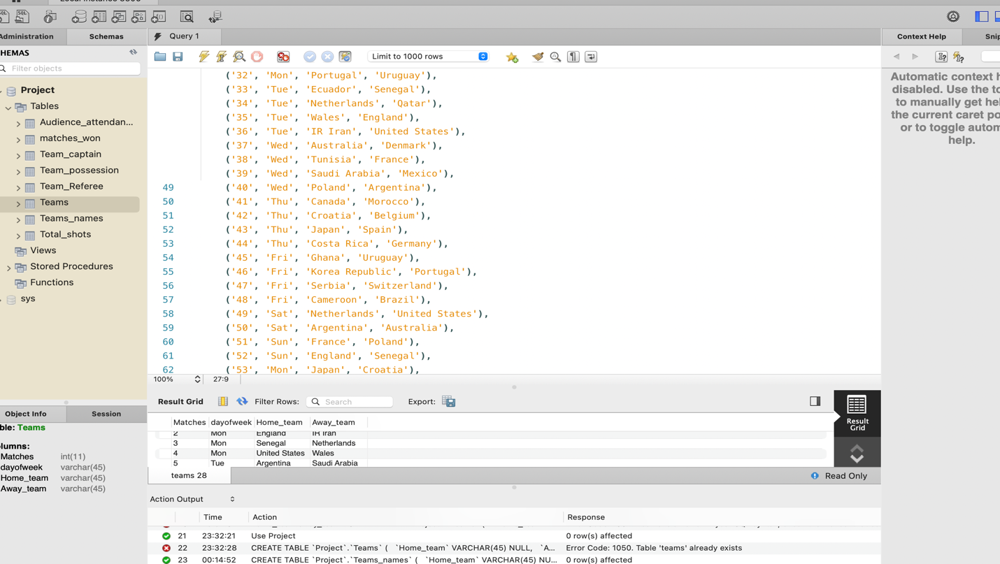 Local instance 3306
SQL
SQL
Administration
Schemas
Query 1
Context Help
Snip
HEMAS
Limit to 1000 rows
Filter objects
Project
Tables
Audience_attendan...
matches_won
Team_captain
Team_possession
Team_Referee
Teams
Teams_names
Total_shots
Views
Stored Procedures
Functions
sys
('32', 'Mon', 'Portugal', 'Uruguay'),
('33', 'Tue', 'Ecuador', 'Senegal'),
('34', 'Tue', 'Netherlands', 'Qatar'),
('35', 'Tue', 'Wales', 'England'),
('36', 'Tue', 'IR Iran', 'United States'),
('37', 'Wed', 'Australia', 'Denmark'),
('38', 'Wed', 'Tunisia', 'France'),
('39', 'Wed', 'Saudi Arabia', 'Mexico'),
49 ('40', 'Wed', 'Poland', 'Argentina'),
50 ('41', 'Thu', 'Canada', 'Morocco'),
51 ('42', 'Thu', 'Croatia', 'Belgium'),
52 ('43', 'Thu', 'Japan', 'Spain'),
53 ('44', 'Thu', 'Costa Rica', 'Germany'),
54 ('45', 'Fri', 'Ghana', 'Uruguay'),
55 ('46', 'Fri', 'Korea Republic', 'Portugal'),
56 ('47', 'Fri', 'Serbia', 'Switzerland'),
57 ('48', 'Fri', 'Cameroon', 'Brazil'),
58 ('49', 'Sat', 'Netherlands', 'United States'),
59 ('50', 'Sat', 'Argentina', 'Australia'),
60 ('51', 'Sun', 'France', 'Poland'),
61 ('52', 'Sun', 'England', 'Senegal'),
62 ('53', 'Mon', 'Japan', 'Croatia'),
100% 27:9
Automatic context h
disabled. Use the to
to manually get hel
the current caret po
or to toggle autom
help.
Object Info
Session
ble: Teams
lumns:
Matches int(11)
dayofweek varchar(45)
Home_team varchar(45)
Away_team varchar(45)
Result Grid Filter Rows: Search Export:
Matches dayofweek Home_team Away_team
2 Mon England IR Iran
3 Mon Senegal Netherlands
4 Mon United States Wales
5 Tue Argentina Saudi Arabia
Result
Grid
teams 28
Read Only
Action Output
Time Action Response
21 23:32:21 Use Project 0 row(s) affected
22 23:32:28 CREATE TABLE `Project`.`Teams` ( `Home_team` VARCHAR(45) NULL, `A... Error Code: 1050. Table 'teams' already exists
23 00:14:52 CREATE TABLE `Project`.`Teams_names` ( `Home_team` VARCHAR(45) NU... 0 row(s) affected